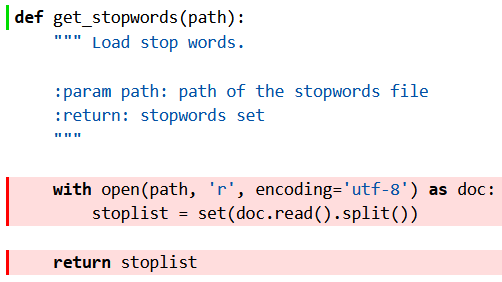 def get_stopwords(path):
    """ Load stop words.

    :param path: path of the stopwords file
    :return: stopwords set
    """

    with open(path, 'r', encoding='utf-8') as doc:
        stoplist = set(doc.read().split())

    return stoplist